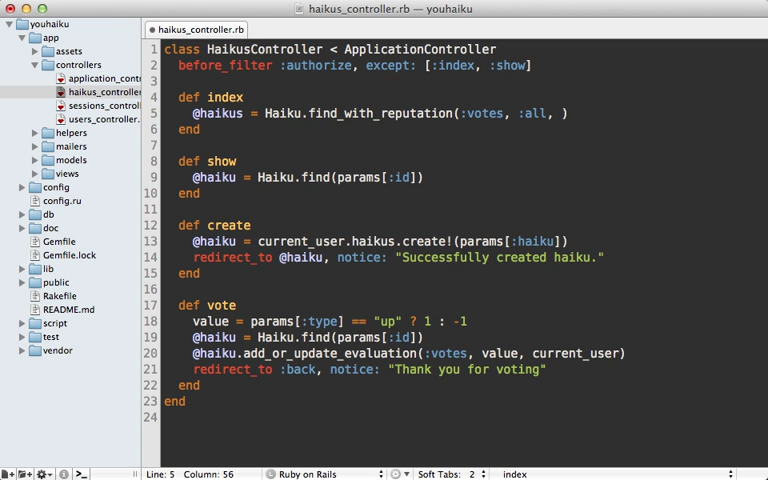 haikus_controller.rb — youhaiku
youhaiku
app
assets
controllers
application_contr
haikus_controller
sessions_control
users_controller.
helpers
mailers
models
views
config
config.ru
db
doc
Gemfile
Gemfile.lock
lib
public
Rakefile
README.md
script
test
vendor
haikus_controller.rb
1 class HaikusController < ApplicationController
2 before_filter :authorize, except: [:index, :show]
3
4 def index
5 @haikus = Haiku.find_with_reputation(:votes, :all, )
6 end
7
8 def show
9 @haiku = Haiku.find(params[:id])
10 end
11
12 def create
13 @haiku = current_user.haikus.create!(params[:haiku])
14 redirect_to @haiku, notice: "Successfully created haiku."
15 end
16
17 def vote
18 value = params[:type] == "up" ? 1 : -1
19 @haiku = Haiku.find(params[:id])
20 @haiku.add_or_update_evaluation(:votes, value, current_user)
21 redirect_to :back, notice: "Thank you for voting"
22 end
23 end
24
Line: 5 Column: 56 Ruby on Rails Soft Tabs: 2 index